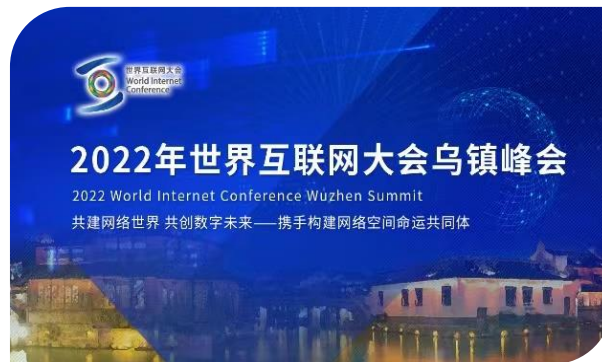 世界互联网大会
World Internet
Conference
2022年世界互联网大会乌镇峰会
2022 World Internet Conference Wuzhen Summit
共建网络世界 共创数字未来——携手构建网络空间命运共同体